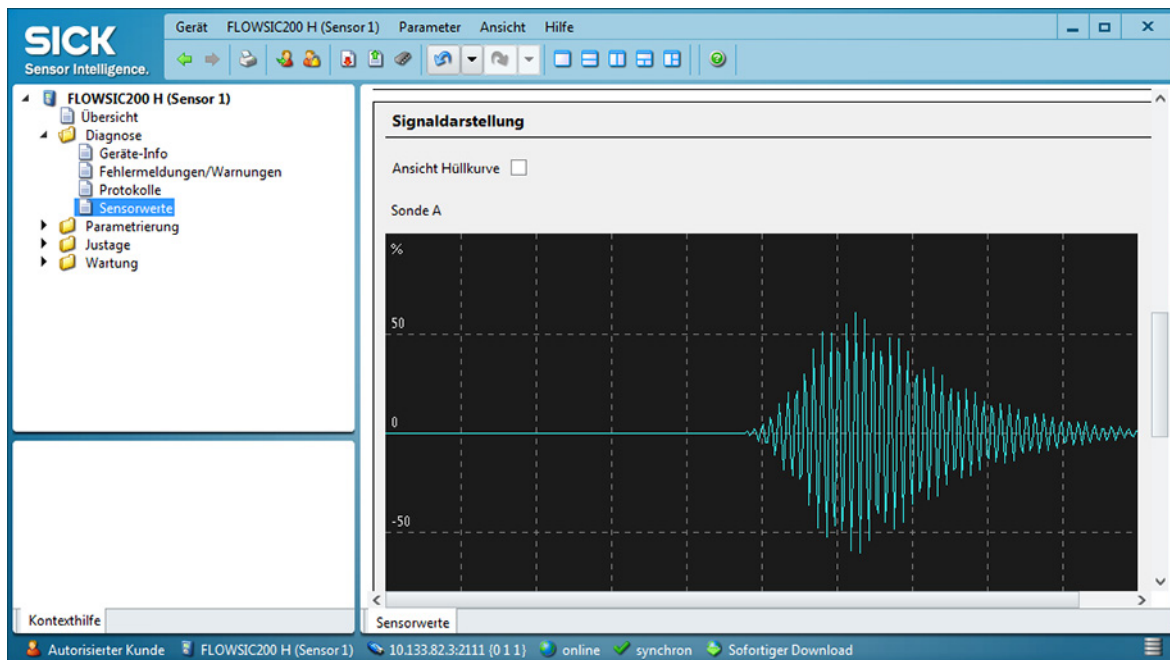 SICK
Sensor Intelligence.
Gerät FLOWSIC200 H (Sensor 1) Parameter Ansicht Hilfe
FLOWSIC200 H (Sensor 1)
Übersicht
Diagnose
Geräte-Info
Fehlermeldungen/Warnungen
Protokolle
Sensorwerte
Parametrierung
Justage
Wartung
Kontexthilfe
Signaldarstellung
Ansicht Hüllkurve
Sonde A
%
50
0
-50
Sensorwerte
Autorisierter Kunde FLOWSIC200 H (Sensor 1) 10.133.82.3:2111 {0 1 1} online synchron Sofortiger Download